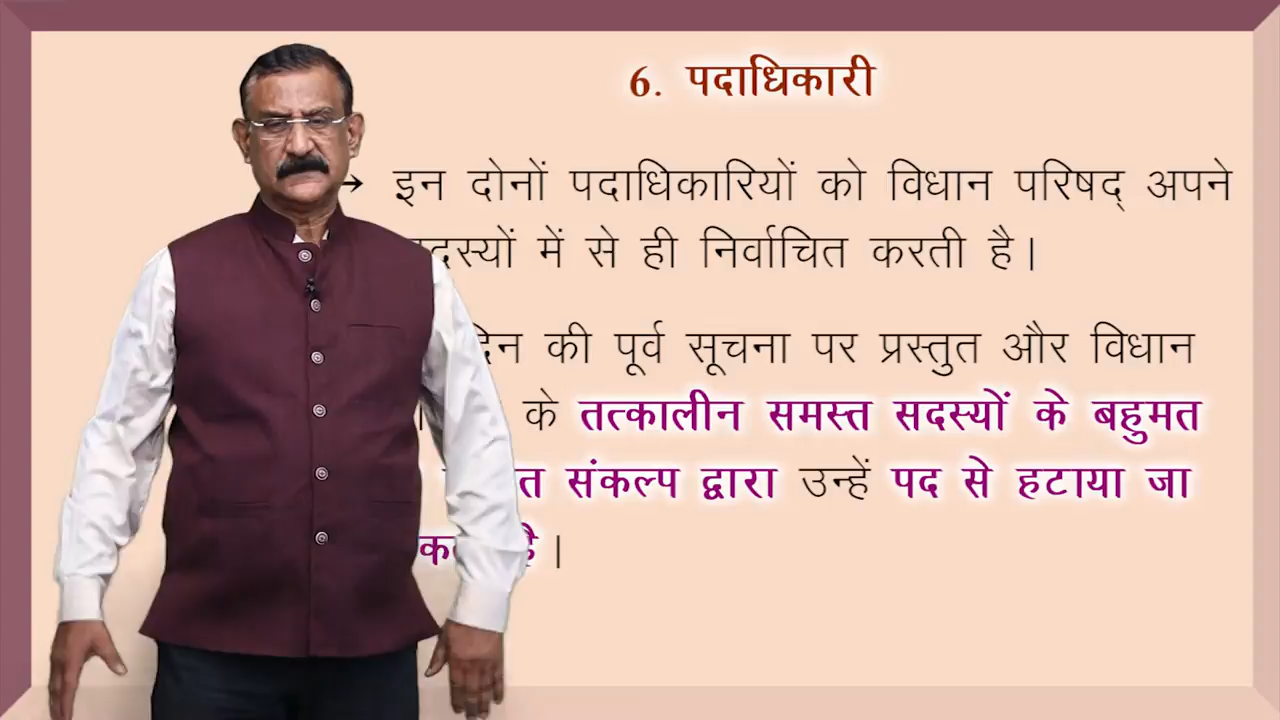 6. पदाधिकारी
→ इन दोनों पदाधिकारियों को विधान परिषद् अपने
सदस्यों में से ही निर्वाचित करती है।
दिन की पूर्व सूचना पर प्रस्तुत और विधान
के तत्कालीन समस्त सदस्यों के बहुमत
संकल्प द्वारा उन्हें पद से हटाया जा
है।